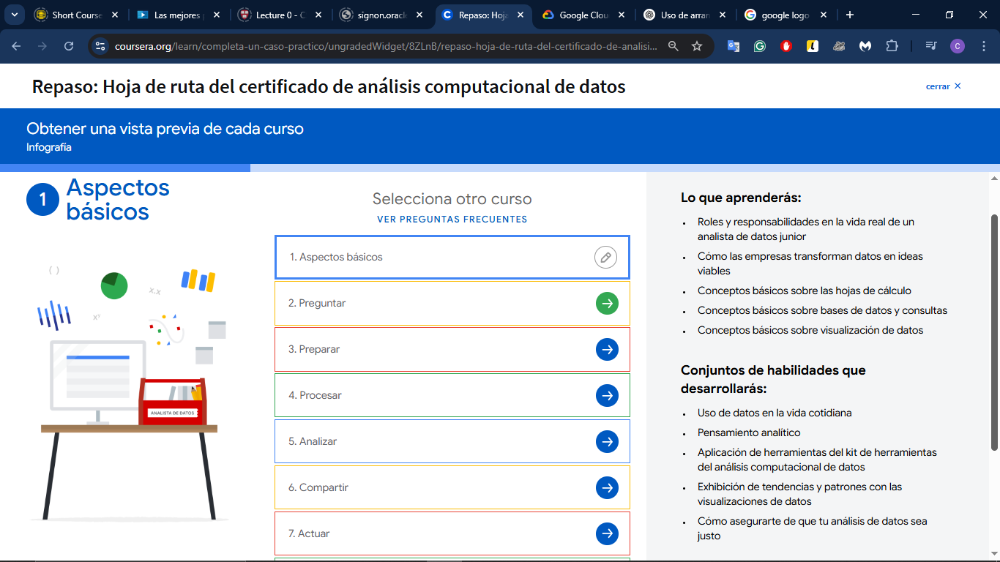 Short Course
Las mejores
Lecture 0 - C
signon.oracle
Repaso: Hoja
Google Clou
Uso de arran
google logo
coursera.org/learn/completa-un-caso-practico/ungradedWidget/8ZLnB/repaso-hoja-de-ruta-del-certificado-de-analisi...
C
Repaso: Hoja de ruta del certificado de análisis computacional de datos
cerrar ×
Obtener una vista previa de cada curso
Infografía
1
Aspectos
básicos
( )
x.x
xʸ
ANALISTA DE DATOS
Selecciona otro curso
VER PREGUNTAS FRECUENTES
1. Aspectos básicos
2. Preguntar
3. Preparar
4. Procesar
5. Analizar
6. Compartir
7. Actuar
Lo que aprenderás:
• Roles y responsabilidades en la vida real de un
analista de datos junior
• Cómo las empresas transforman datos en ideas
viables
• Conceptos básicos sobre las hojas de cálculo
• Conceptos básicos sobre bases de datos y consultas
• Conceptos básicos sobre visualización de datos
Conjuntos de habilidades que
desarrollarás:
• Uso de datos en la vida cotidiana
• Pensamiento analítico
• Aplicación de herramientas del kit de herramientas
del análisis computacional de datos
• Exhibición de tendencias y patrones con las
visualizaciones de datos
• Cómo asegurarte de que tu análisis de datos sea
justo